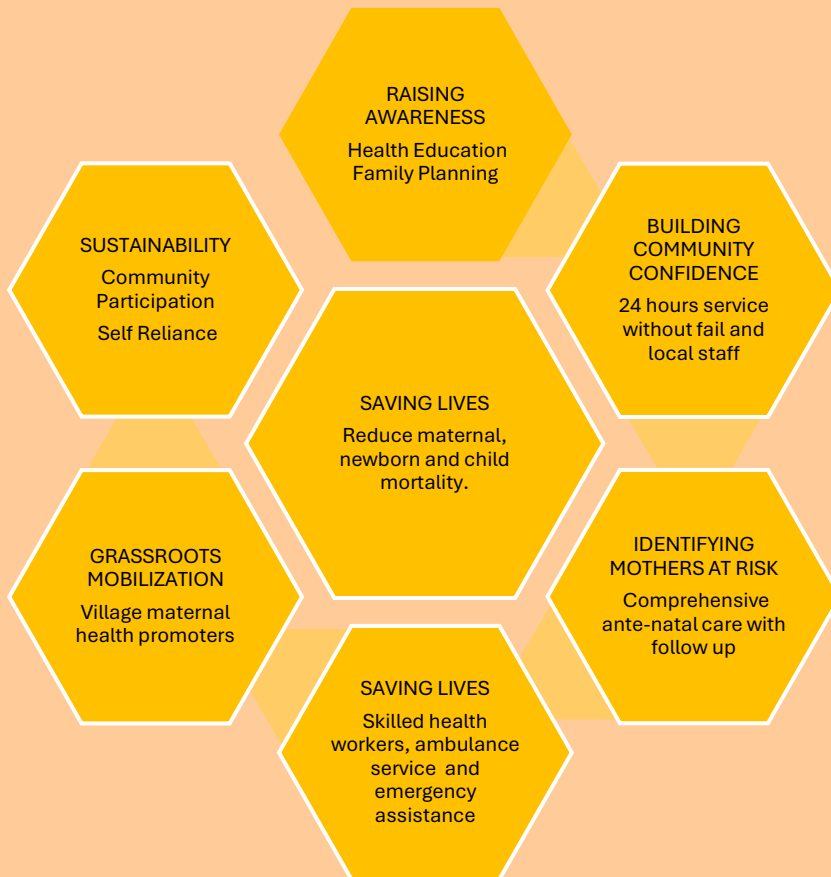 RAISING
AWARENESS
Health Education
Family Planning
BUILDING
COMMUNITY
CONFIDENCE
24 hours service
without fail and
local staff
SUSTAINABILITY
Community
Participation
Self Reliance
SAVING LIVES
Reduce maternal,
newborn and child
mortality.
IDENTIFYING
MOTHERS AT RISK
Comprehensive
ante-natal care with
follow up
GRASSROOTS
MOBILIZATION
Village maternal
health promoters
SAVING LIVES
Skilled health
workers, ambulance
service and
emergency
assistance